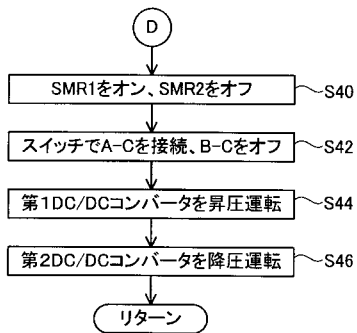 D
SMR1をオン、SMR2をオフ
S40
スイッチでA-Cを接続、B-Cをオフ
S42
第1DC/DCコンバータを昇圧運転
S44
第2DC/DCコンバータを降圧運転
S46
リターン